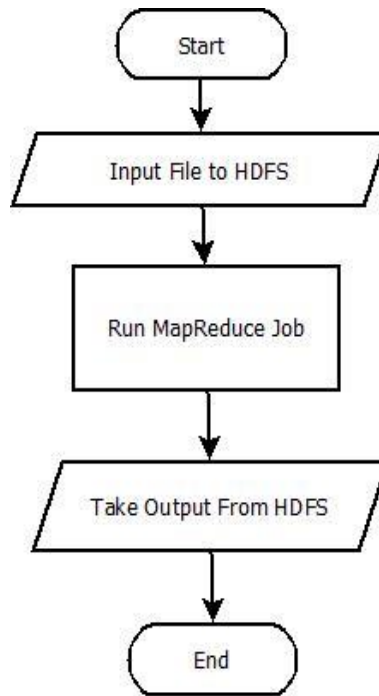 Start
Input File to HDFS
Run MapReduce Job
Take Output From HDFS
End